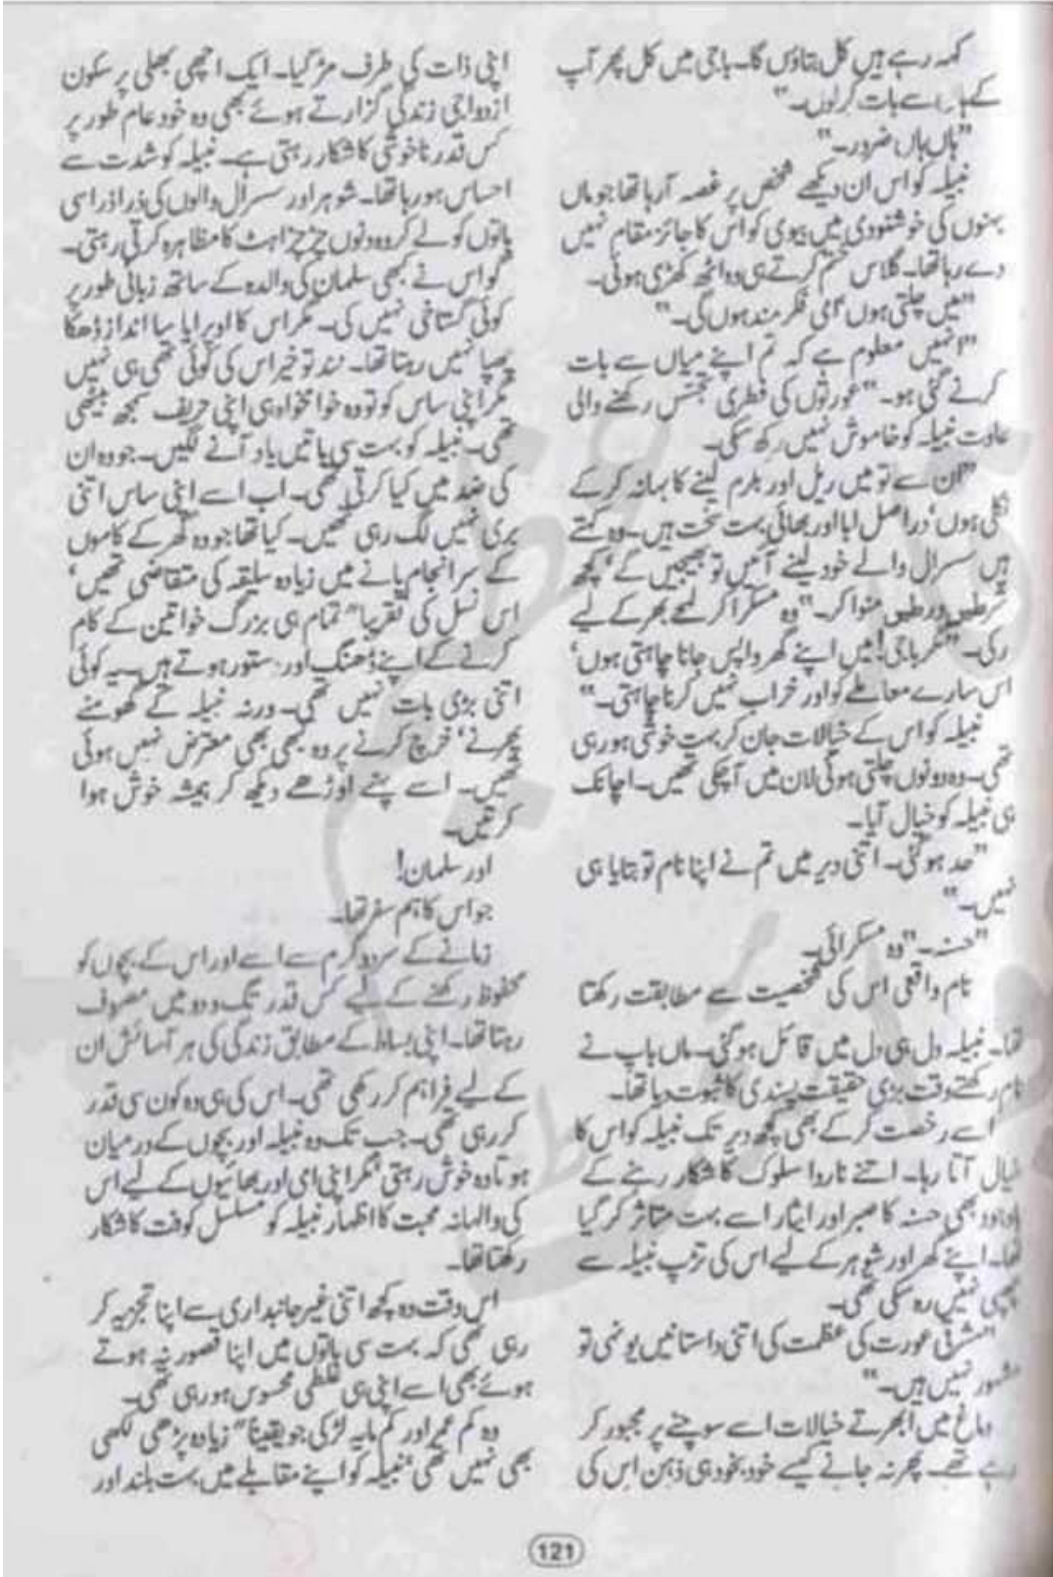 کہہ رہے ہیں کل بتاؤں گا۔ باجی میں کل پھر آپ
کے ہاں سے بات کر لوں۔"
"ہاں ہاں ضرور۔"
نبیلہ کو اس ان دیکھے شخص پر غصہ آ رہا تھا جو ماں
بہنوں کی خوشنودی میں بیوی کو اس کا جائز مقام نہیں
دے رہا تھا۔ گلاس ختم کرتے ہی وہ اٹھ کھڑی ہوئی۔
"میں چلتی ہوں امی فکر مند ہوں گی۔"
"انہیں معلوم ہے کہ تم اپنے میاں سے بات
کرنے گئی ہو۔" عورتوں کی فطری تجسّس رکھنے والی
عادت نبیلہ کو خاموش نہیں رکھ سکی۔
"ان سے تو میں ریل اور بکرم لینے کا بہانہ کر کے
نکلی ہوں، دراصل ابا اور بھائی بہت سخت ہیں۔ وہ کہتے
ہیں سسرال والے خود لینے آئیں تو بھیجیں گے، کچھ
شرطیں ورطیں منوا کر۔" وہ مسکرا کر لمحے بھر کے لیے
رکی۔ "مگر باجی! میں اپنے گھر واپس جانا چاہتی ہوں،
اس سارے معاملے کو اور خراب نہیں کرنا چاہتی۔"
نبیلہ کو اس کے خیالات جان کر بہت خوشی ہو رہی
تھی۔ وہ دونوں چلتی ہوئی لان میں آ چکی تھیں۔ اچانک
ہی نبیلہ کو خیال آیا۔
"حد ہو گئی۔ اتنی دیر میں تم نے اپنا نام تو بتایا ہی
نہیں۔"
"حسنہ۔" وہ مسکرائی۔
نام واقعی اس کی شخصیت سے مطابقت رکھتا
تھا۔ نبیلہ دل ہی دل میں قائل ہو گئی۔ ماں باپ نے
نام رکھتے وقت بڑی حقیقت پسندی کا ثبوت دیا تھا۔
اسے رخصت کر کے بھی کچھ دیر تک نبیلہ کو اس کا
خیال آتا رہا۔ اتنے ناروا سلوک کا شکار رہنے کے
باوجود بھی حسنہ کا صبر اور ایثار اسے بہت متاثر کر گیا
تھا۔ اپنے گھر اور شوہر کے لیے اس کی تڑپ نبیلہ سے
چھپی نہیں رہ سکی تھی۔
"مشرقی عورت کی عظمت کی اتنی داستانیں یونہی تو
مشہور نہیں ہیں۔"
دماغ میں ابھرتے خیالات اسے سوچنے پر مجبور کر
رہے تھے۔ پھر نہ جانے کیسے خود بخود ہی ذہن اس کی
اپنی ذات کی طرف مڑ گیا۔ ایک اچھی بھلی پر سکون
ازدواجی زندگی گزارتے ہوئے بھی وہ خود عام طور پر
کس قدر ناخوشی کا شکار رہتی ہے۔ نبیلہ کو شدت سے
احساس ہو رہا تھا۔ شوہر اور سسرال والوں کی ذرا ذرا سی
باتوں کو لے کر وہ دنوں چڑچڑاہٹ کا مظاہرہ کرتی رہتی۔
گو اس نے کبھی سلمان کی والدہ کے ساتھ زبانی طور پر
کوئی گستاخی نہیں کی۔ مگر اس کا اوپرایا سا انداز ڈھکا
چھپا نہیں رہتا تھا۔ نند تو خیر اس کی کوئی تھی ہی نہیں
مگر اپنی ساس کو تو وہ خوامخواہ ہی اپنی حریف سمجھ بیٹھی
تھی۔ نبیلہ کو بہت سی باتیں یاد آنے لگیں۔ جو وہ ان
کی ضد میں کیا کرتی تھی۔ اب اسے اپنی ساس اتنی
بری نہیں لگ رہی تھیں۔ کیا تھا جو وہ گھر کے کاموں
کے سرانجام پانے میں زیادہ سلیقہ کی متقاضی تھیں،
اس نسل کی تقریباً تمام ہی بزرگ خواتین کے کام
کرنے کے اپنے ڈھنگ اور دستور ہوتے ہیں۔ یہ کوئی
اتنی بڑی بات نہیں تھی۔ ورنہ نبیلہ کے گھومنے
پھرنے، خرچ کرنے پر وہ کبھی بھی معترض نہیں ہوئی
تھیں۔ اسے پہنے اوڑھے دیکھ کر ہمیشہ خوش ہوا
کرتیں۔
اور سلمان!
جو اس کا ہم سفر تھا۔
زمانے کے سرد و گرم سے اسے اور اس کے بچوں کو
محفوظ رکھنے کے لیے کس قدر تگ و دو میں مصروف
رہتا تھا۔ اپنی بساط کے مطابق زندگی کی ہر آسائش ان
کے لیے فراہم کر رکھی تھی۔ اس کی ہی وہ کون سی قدر
کر رہی تھی۔ جب تک وہ نبیلہ اور بچوں کے درمیان
ہوتا وہ خوش رہتی، مگر اپنی امی اور بھائیوں کے لیے اس
کی والہانہ محبت کا اظہار نبیلہ کو مسلسل کوفت کا شکار
رکھتا تھا۔
اس وقت وہ کچھ اتنی غیر جانبداری سے اپنا تجزیہ کر
رہی تھی کہ بہت سی باتوں میں اپنا قصور نہ ہوتے
ہوئے بھی اسے اپنی ہی غلطی محسوس ہو رہی تھی۔
وہ کم عمر اور کم مایہ لڑکی جو یقیناً زیادہ پڑھی لکھی
بھی نہیں تھی، نبیلہ کو اپنے مقابلے میں بہت بلند اور
121